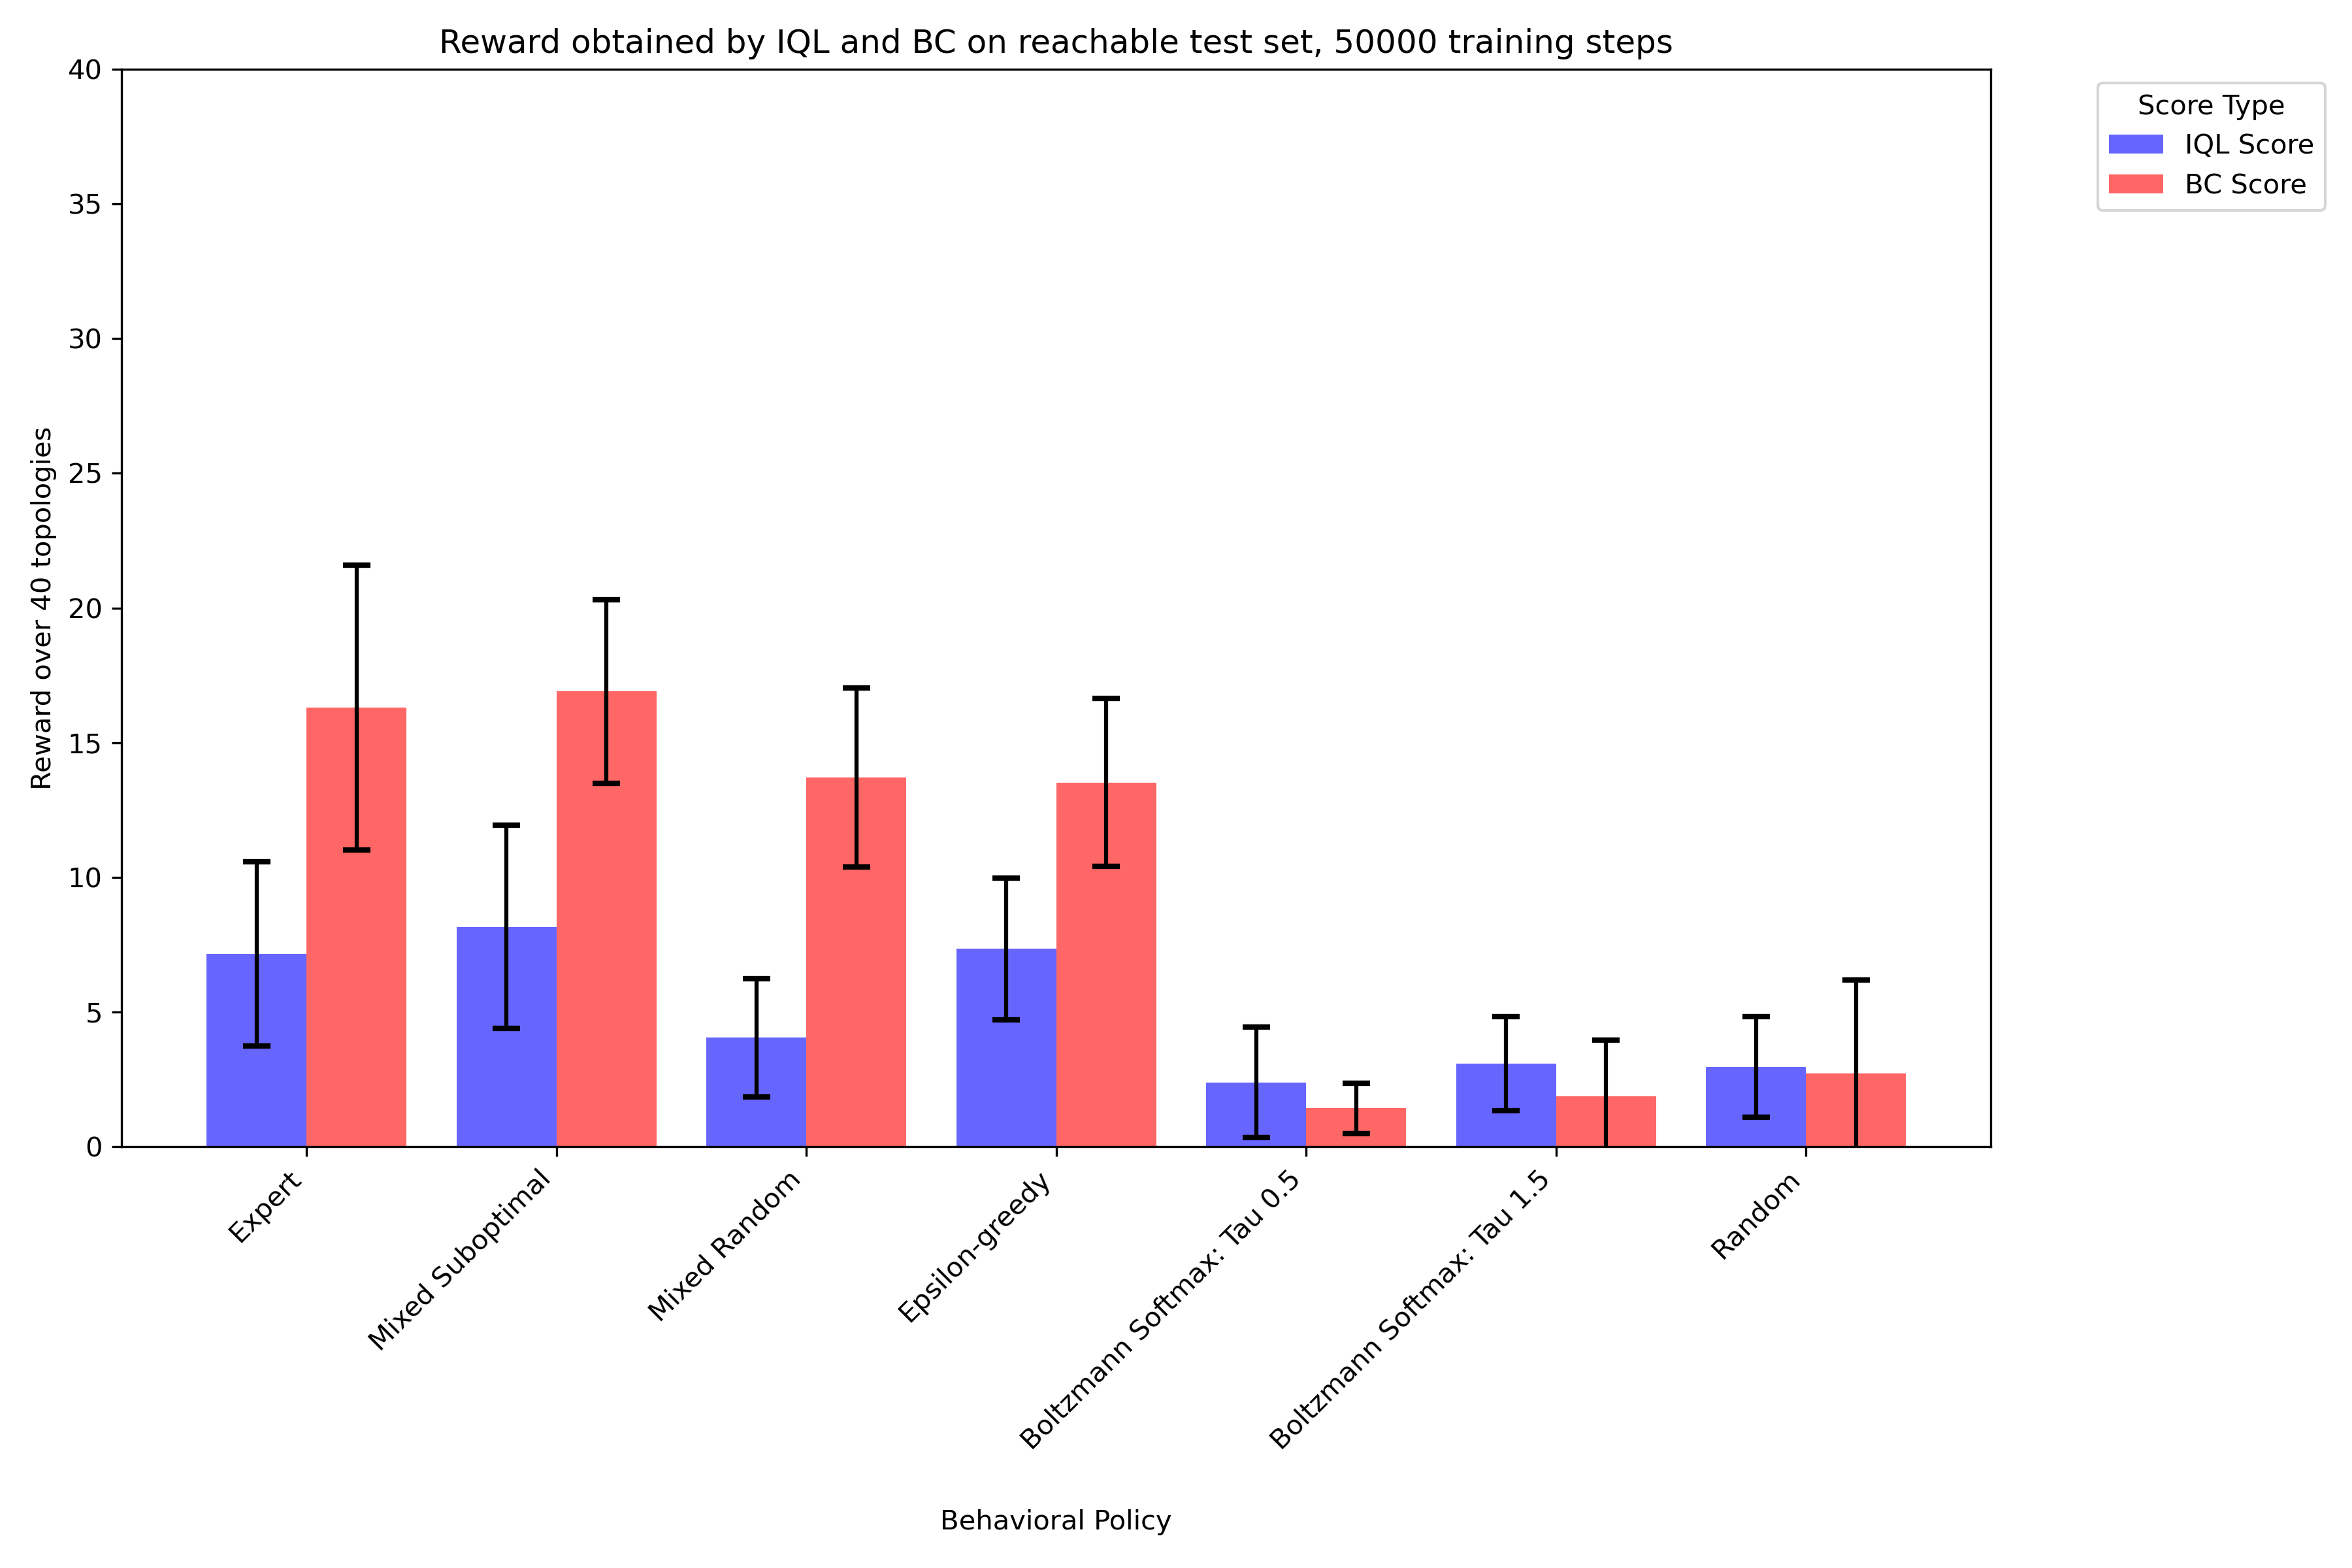 Reward obtained by IQL and BC on reachable test set, 50000 training steps
Score Type
IQL Score
BC Score
Reward over 40 topologies
40
35
30
25
20
15
10
5
0
Expert
Mixed Suboptimal
Mixed Random
Epsilon-greedy
Boltzmann Softmax: Tau 0.5
Boltzmann Softmax: Tau 1.5
Random
Behavioral Policy